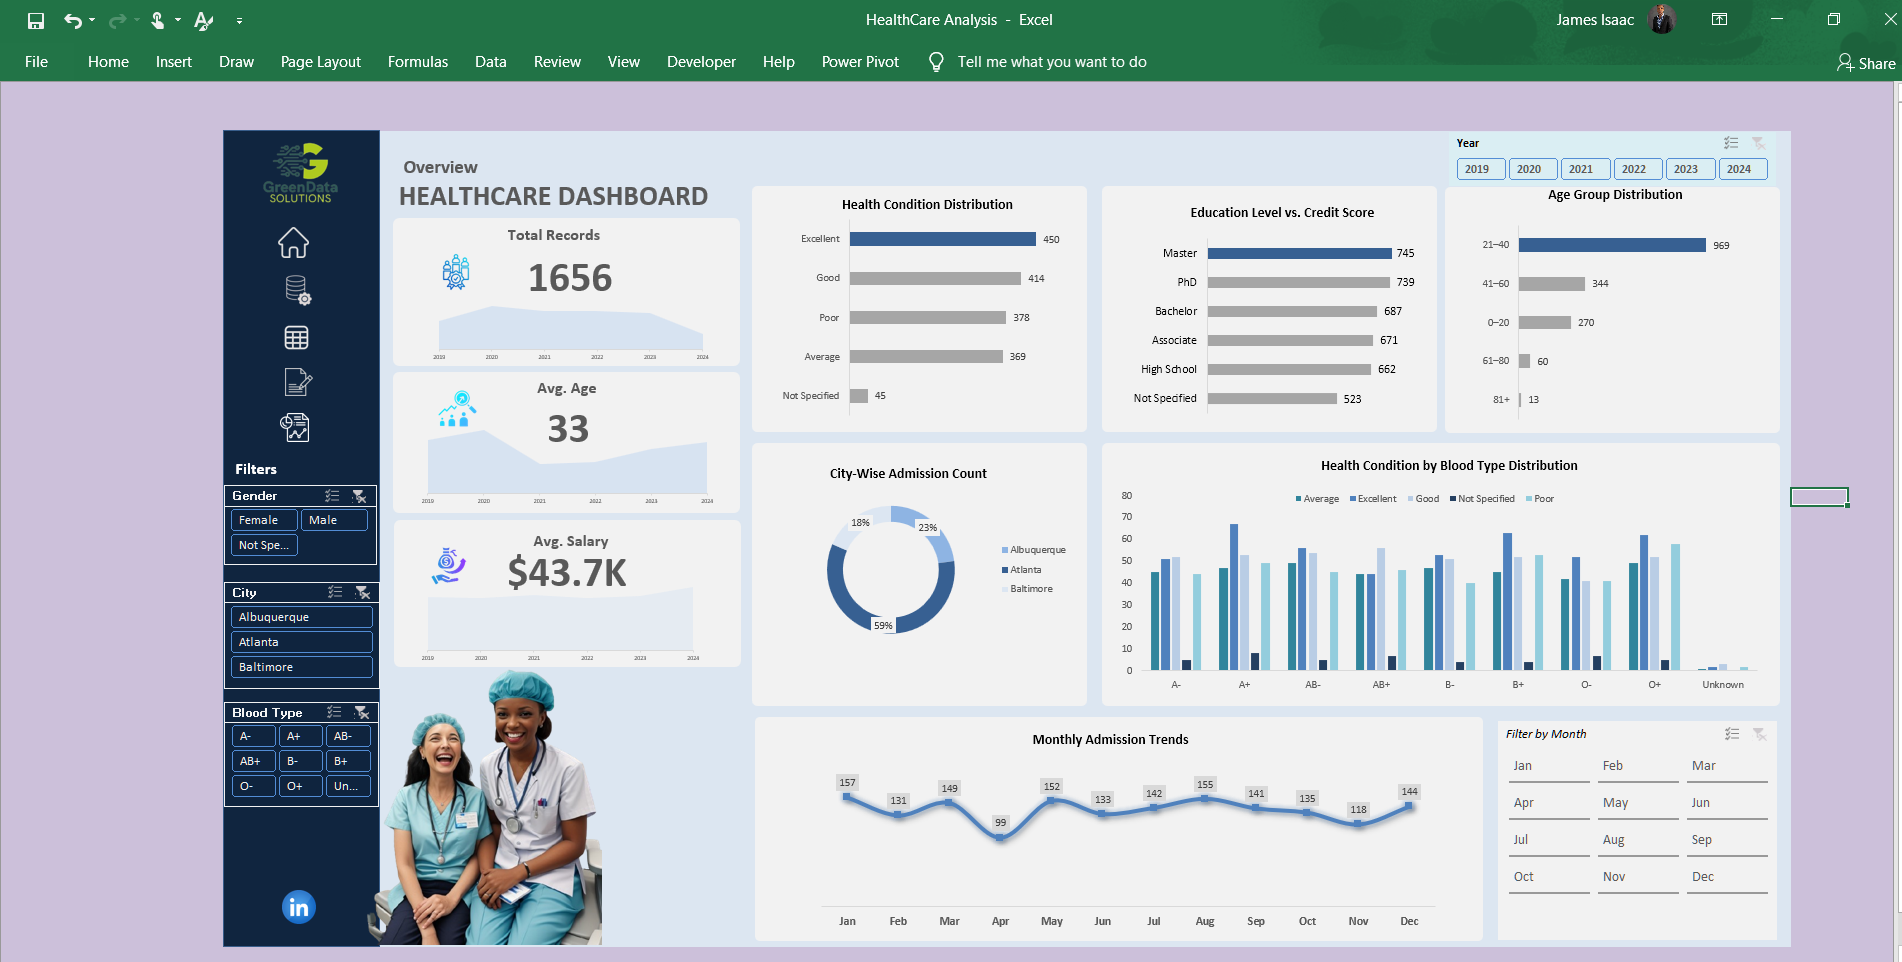 HealthCare Analysis - Excel
James Isaac
File Home Insert Draw Page Layout Formulas Data Review View Developer Help Power Pivot Tell me what you want to do
Share
GreenData
SOLUTIONS
Filters
Gender
Female Male
Not Spe...
City
Albuquerque
Atlanta
Baltimore
Blood Type
A- A+ AB-
AB+ B- B+
O- O+ Un...
in
Overview
HEALTHCARE DASHBOARD
Year
2019 2020 2021 2022 2023 2024
Total Records
1656
2019 2020 2021 2022 2023 2024
Avg. Age
33
2019 2020 2021 2022 2023 2024
Avg. Salary
$43.7K
2019 2020 2021 2022 2023 2024
Health Condition Distribution
Excellent 450
Good 414
Poor 378
Average 369
Not Specified 45
Education Level vs. Credit Score
Master 745
PhD 739
Bachelor 687
Associate 671
High School 662
Not Specified 523
Age Group Distribution
21–40 969
41–60 344
0–20 270
61–80 60
81+ 13
City-Wise Admission Count
18% 23%
59%
Albuquerque
Atlanta
Baltimore
Health Condition by Blood Type Distribution
Average Excellent Good Not Specified Poor
80
70
60
50
40
30
20
10
0
A- A+ AB- AB+ B- B+ O- O+ Unknown
Monthly Admission Trends
157 131 149 99 152 133 142 155 141 135 118 144
Jan Feb Mar Apr May Jun Jul Aug Sep Oct Nov Dec
Filter by Month
Jan Feb Mar
Apr May Jun
Jul Aug Sep
Oct Nov Dec